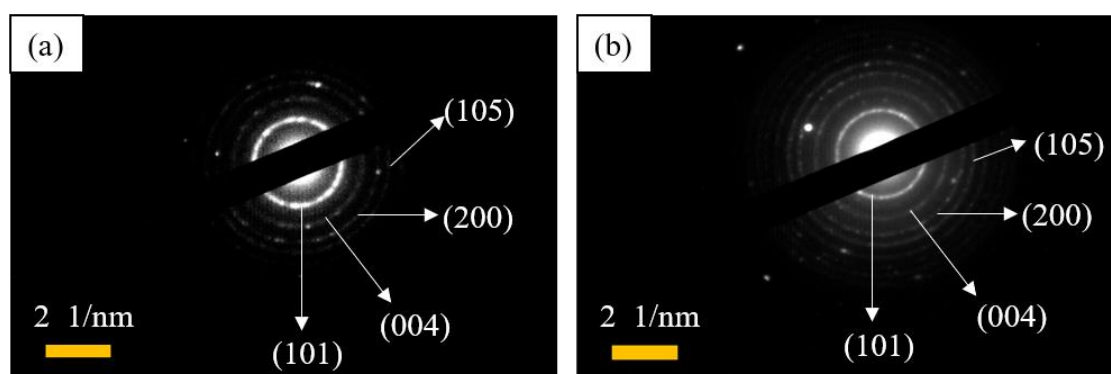 (a)
(105)
(200)
(004)
(101)
2 1/nm
(b)
(105)
(200)
(004)
(101)
2 1/nm